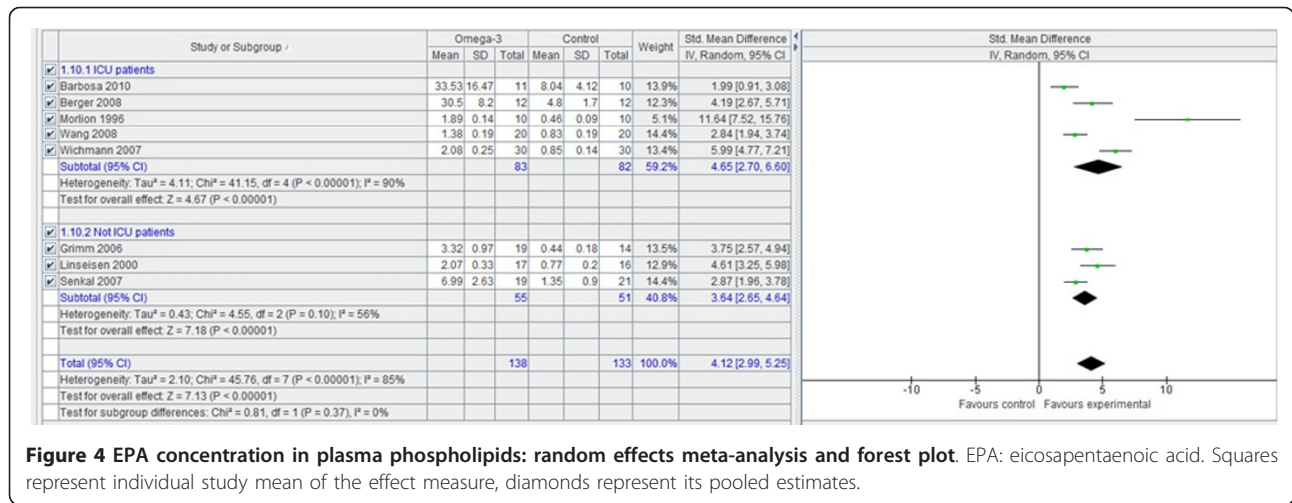 Study or Subgroup Omega-3 Control Weight Std. Mean Difference Std. Mean Difference
Mean SD Total Mean SD Total IV, Random, 95% CI IV, Random, 95% CI
1.10.1 ICU patients
Barbosa 2010 33.53 16.47 11 8.04 4.12 10 13.9% 1.99 [0.91, 3.08]
Berger 2008 30.5 8.2 12 4.8 1.7 12 12.3% 4.19 [2.67, 5.71]
Morlion 1996 1.89 0.14 10 0.46 0.09 10 5.1% 11.64 [7.52, 15.76]
Wang 2008 1.38 0.19 20 0.83 0.19 20 14.4% 2.84 [1.94, 3.74]
Wichmann 2007 2.08 0.25 30 0.85 0.14 30 13.4% 5.99 [4.77, 7.21]
Subtotal (95% CI) 83 82 59.2% 4.65 [2.70, 6.60]
Heterogeneity: Tau² = 4.11; Chi² = 41.15, df = 4 (P < 0.00001); I² = 90%
Test for overall effect: Z = 4.67 (P < 0.00001)
1.10.2 Not ICU patients
Grimm 2006 3.32 0.97 19 0.44 0.18 14 13.5% 3.75 [2.57, 4.94]
Linseisen 2000 2.07 0.33 17 0.77 0.2 16 12.9% 4.61 [3.25, 5.98]
Senkal 2007 6.99 2.63 19 1.35 0.9 21 14.4% 2.87 [1.96, 3.78]
Subtotal (95% CI) 55 51 40.8% 3.64 [2.65, 4.64]
Heterogeneity: Tau² = 0.43; Chi² = 4.55, df = 2 (P = 0.10); I² = 56%
Test for overall effect: Z = 7.18 (P < 0.00001)
Total (95% CI) 138 133 100.0% 4.12 [2.99, 5.25]
Heterogeneity: Tau² = 2.10; Chi² = 45.76, df = 7 (P < 0.00001); I² = 85%
Test for overall effect: Z = 7.13 (P < 0.00001)
Test for subgroup differences: Chi² = 0.81, df = 1 (P = 0.37), I² = 0%
-10 -5 0 5 10
Favours control Favours experimental
Figure 4 EPA concentration in plasma phospholipids: random effects meta-analysis and forest plot. EPA: eicosapentaenoic acid. Squares
represent individual study mean of the effect measure, diamonds represent its pooled estimates.